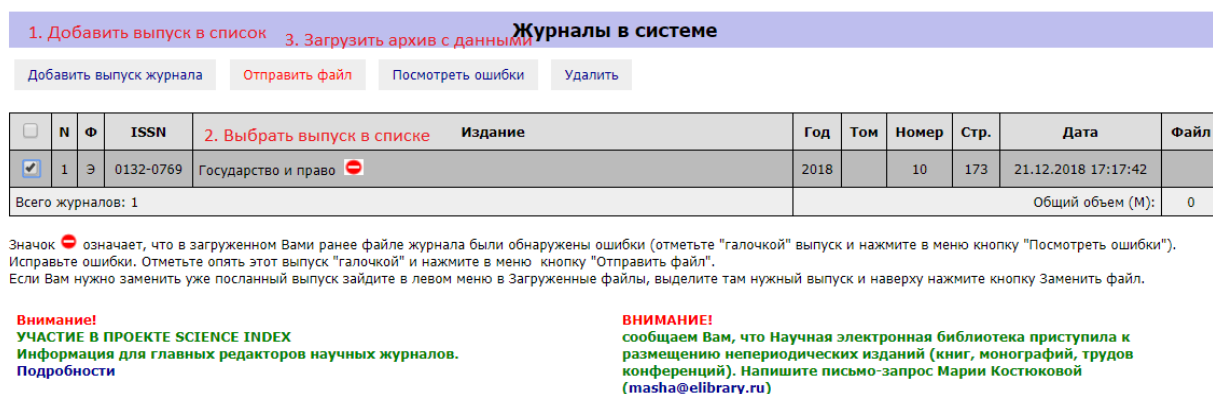 1. Добавить выпуск в список 3. Загрузить архив с данными Журналы в системе
Добавить выпуск журнала Отправить файл Посмотреть ошибки Удалить
N Ф ISSN 2. Выбрать выпуск в списке Издание Год Том Номер Стр. Дата Файл
1 Э 0132-0769 Государство и право 2018 10 173 21.12.2018 17:17:42
Всего журналов: 1 Общий объем (М): 0
Значок означает, что в загруженном Вами ранее файле журнала были обнаружены ошибки (отметьте "галочкой" выпуск и нажмите в меню кнопку "Посмотреть ошибки").
Исправьте ошибки. Отметьте опять этот выпуск "галочкой" и нажмите в меню кнопку "Отправить файл".
Если Вам нужно заменить уже посланный выпуск зайдите в левом меню в Загруженные файлы, выделите там нужный выпуск и наверху нажмите кнопку Заменить файл.
Внимание!
УЧАСТИЕ В ПРОЕКТЕ SCIENCE INDEX
Информация для главных редакторов научных журналов.
Подробности
ВНИМАНИЕ!
сообщаем Вам, что Научная электронная библиотека приступила к
размещению непериодических изданий (книг, монографий, трудов
конференций). Напишите письмо-запрос Марии Костюковой
(masha@elibrary.ru)